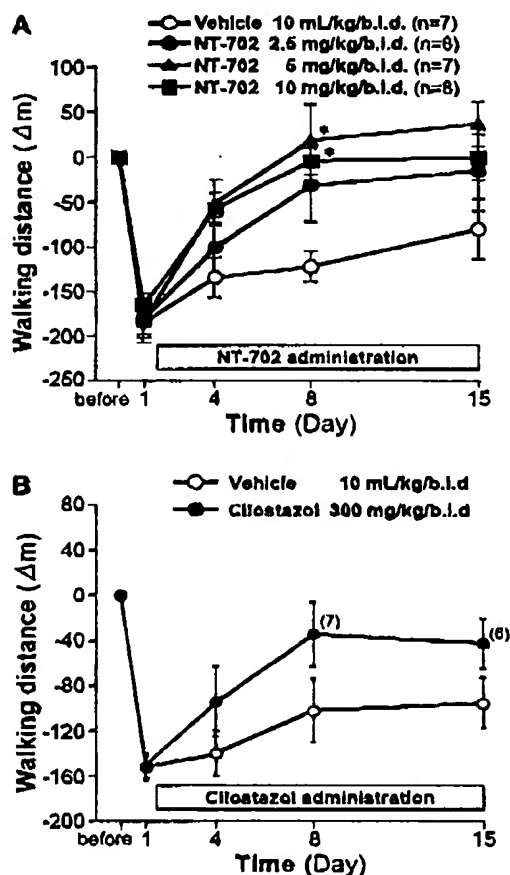 A
Vehicle 10 mL/kg/b.i.d. (n=7)
NT-702 2.5 mg/kg/b.i.d. (n=6)
NT-702 5 mg/kg/b.i.d. (n=7)
NT-702 10 mg/kg/b.i.d. (n=8)
Walking distance (Δm)
100
50
0
-50
-100
-150
-200
-250
*
*
NT-702 administration
before 1 4 8 15
Time (Day)
B
Vehicle 10 mL/kg/b.i.d
Cilostazol 300 mg/kg/b.i.d
Walking distance (Δm)
80
40
0
-40
-80
-120
-160
-200
(7)
(6)
Cilostazol administration
before 1 4 8 15
Time (Day)